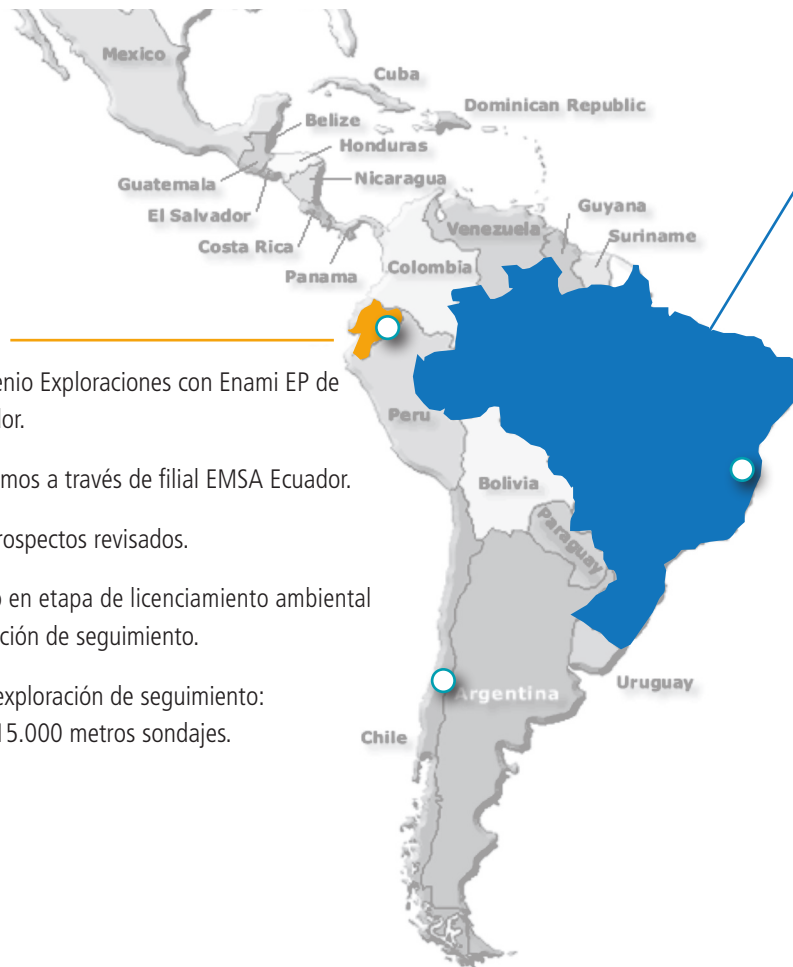 Mexico
Cuba
Dominican Republic
Belize
Honduras
Guatemala
Nicaragua
El Salvador
Guyana
Costa Rica
Venezuela
Suriname
Panama
Colombia
enio Exploraciones con Enami EP de
dor.
Peru
mos a través de filial EMSA Ecuador.
Bolivia
rospectos revisados.
Paraguay
o en etapa de licenciamiento ambiental
ción de seguimiento.
exploración de seguimiento:
Uruguay
Argentina
15.000 metros sondajes.
Chile